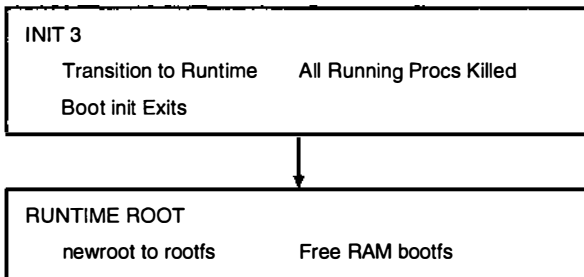 INIT 3
Transition to Runtime All Running Procs Killed
Boot init Exits
RUNTIME ROOT
newroot to rootfs Free RAM bootfs